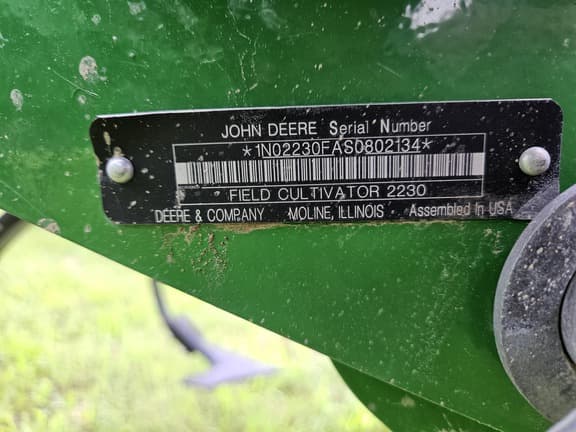 JOHN DEERE Serial Number
*1N02230FAS0802134*
FIELD CULTIVATOR 2230
DEERE & COMPANY MOLINE, ILLINOIS Assembled In USA